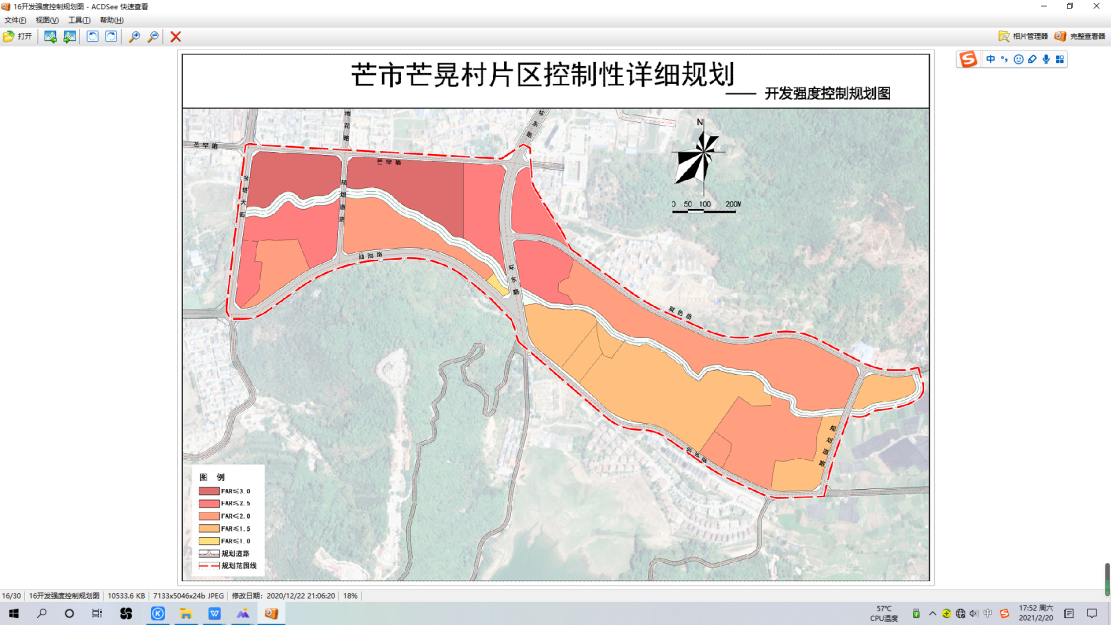 16开发强度控制规划图 - ACDSee 快速查看
文件(F) 视图(V) 工具(T) 帮助(H)
打开
相片管理器 完整查看器
中
芒市芒晃村片区控制性详细规划
—— 开发强度控制规划图
N
0 50 100 200M
芒罕路
环东路
图 例
FAR≤3.0
FAR≤2.5
FAR≤2.0
FAR≤1.5
FAR≤1.0
规划道路
规划范围线
16/30 16开发强度控制规划图 10533.6 KB 7133x5046x24b JPEG 修改日期: 2020/12/22 21:06:20 18%
57℃
CPU温度
中
17:52 周六
2021/2/20